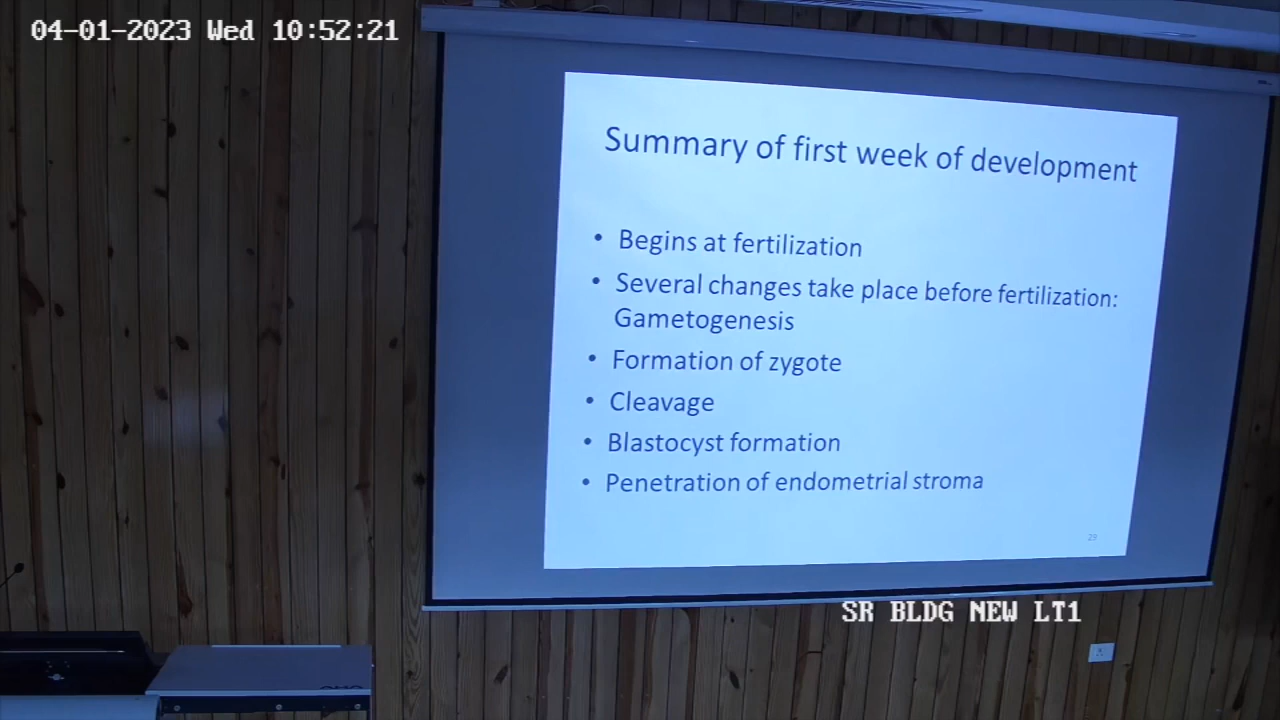 04-01-2023 Wed 10:52:21
Summary of first week of development
• Begins at fertilization
• Several changes take place before fertilization:
Gametogenesis
• Formation of zygote
• Cleavage
• Blastocyst formation
• Penetration of endometrial stroma
29
SR BLDG NEW LT1